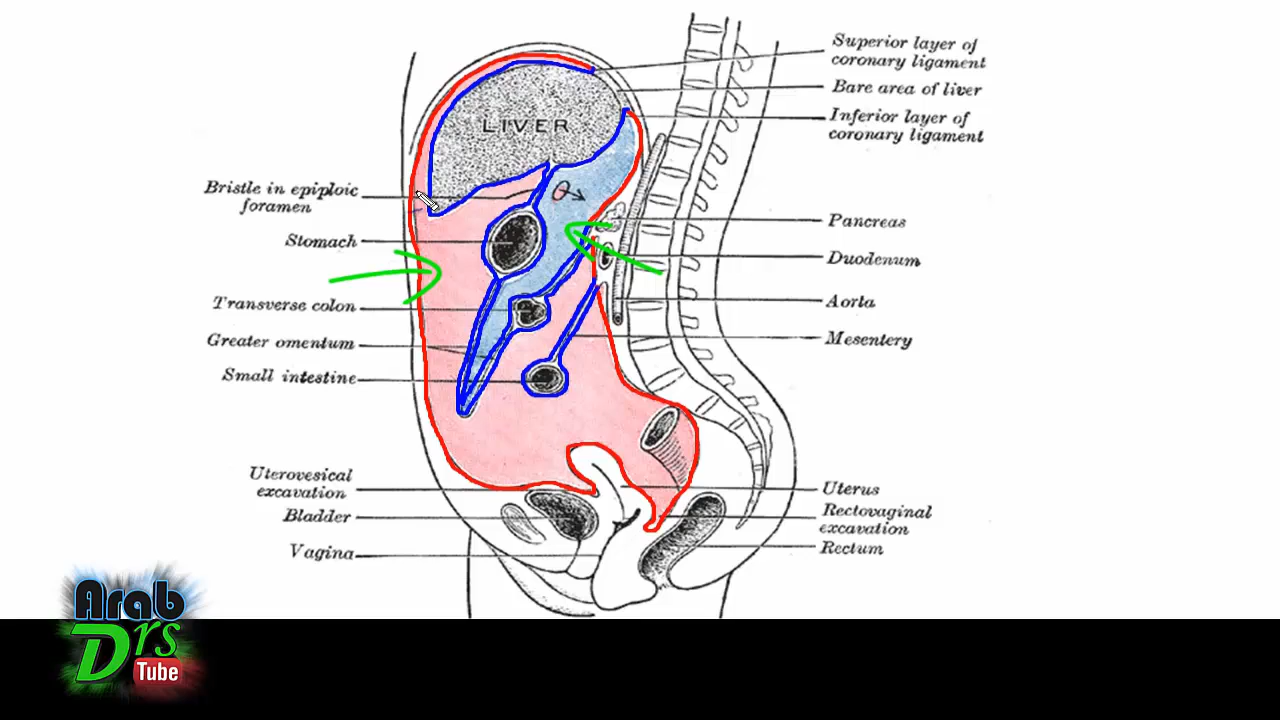 Superior layer of
coronary ligament
Bare area of liver
Inferior layer of
coronary ligament
LIVER
Bristle in epiploic
foramen
Stomach
Transverse colon
Greater omentum
Small intestine
Pancreas
Duodenum
Aorta
Mesentery
Uterovesical
excavation
Bladder
Vagina
Uterus
Rectovaginal
excavation
Rectum
Arab
Drs
Tube